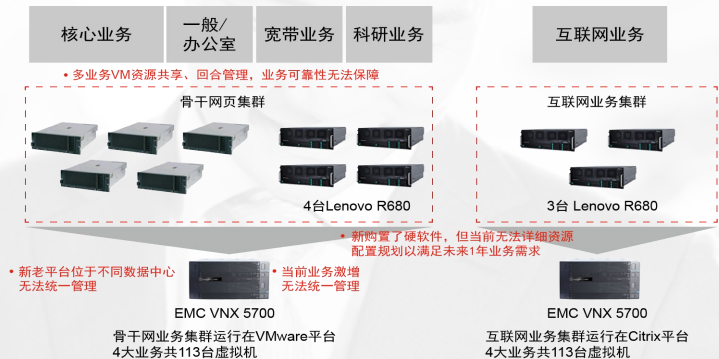 核心业务
一般/
办公室
宽带业务
科研业务
互联网业务
• 多业务VM资源共享、回合管理，业务可靠性无法保障
骨干网页集群
互联网业务集群
4台Lenovo R680
3台 Lenovo R680
• 新购置了硬软件，但当前无法详细资源
配置规划以满足未来1年业务需求
• 新老平台位于不同数据中心
无法统一管理
• 当前业务激增
无法统一管理
EMC VNX 5700
EMC VNX 5700
骨干网业务集群运行在VMware平台
4大业务共113台虚拟机
互联网业务集群运行在Citrix平台
4大业务共113台虚拟机